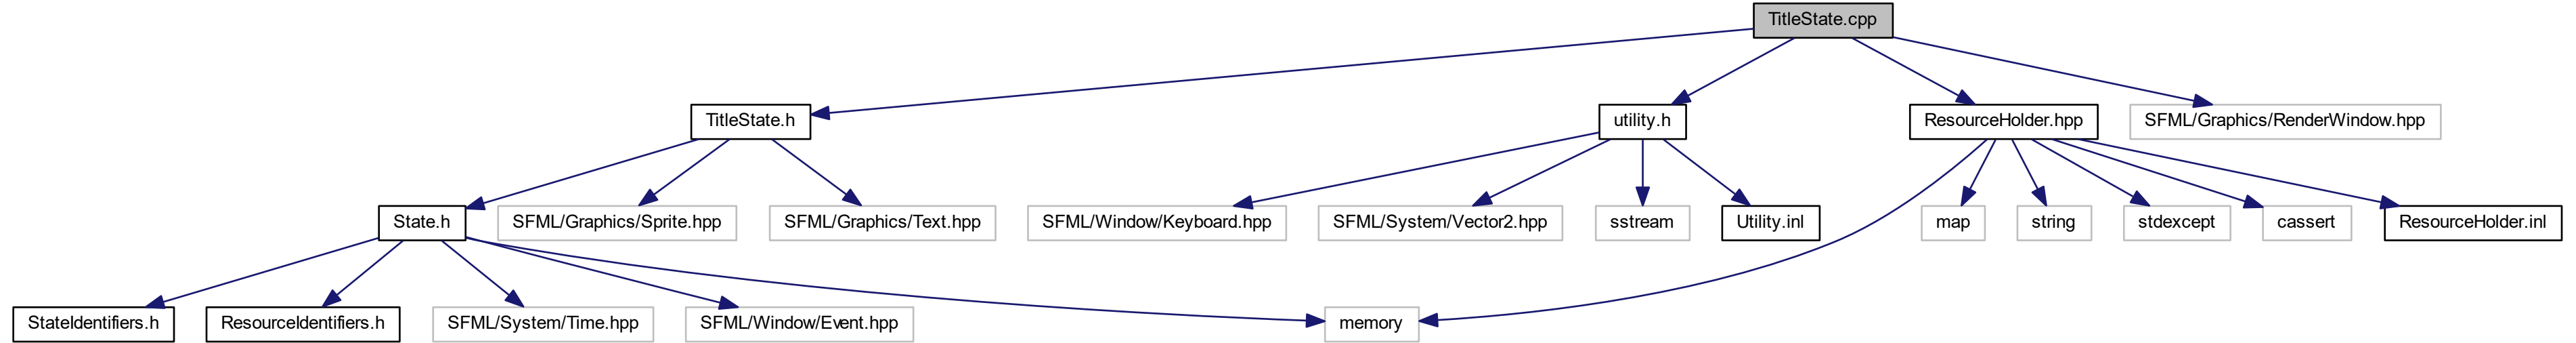 TitleState.cpp
TitleState.h
utility.h
ResourceHolder.hpp
SFML/Graphics/RenderWindow.hpp
State.h
SFML/Graphics/Sprite.hpp
SFML/Graphics/Text.hpp
SFML/Window/Keyboard.hpp
SFML/System/Vector2.hpp
sstream
Utility.inl
map
string
stdexcept
cassert
ResourceHolder.inl
StateIdentifiers.h
ResourceIdentifiers.h
SFML/System/Time.hpp
SFML/Window/Event.hpp
memory